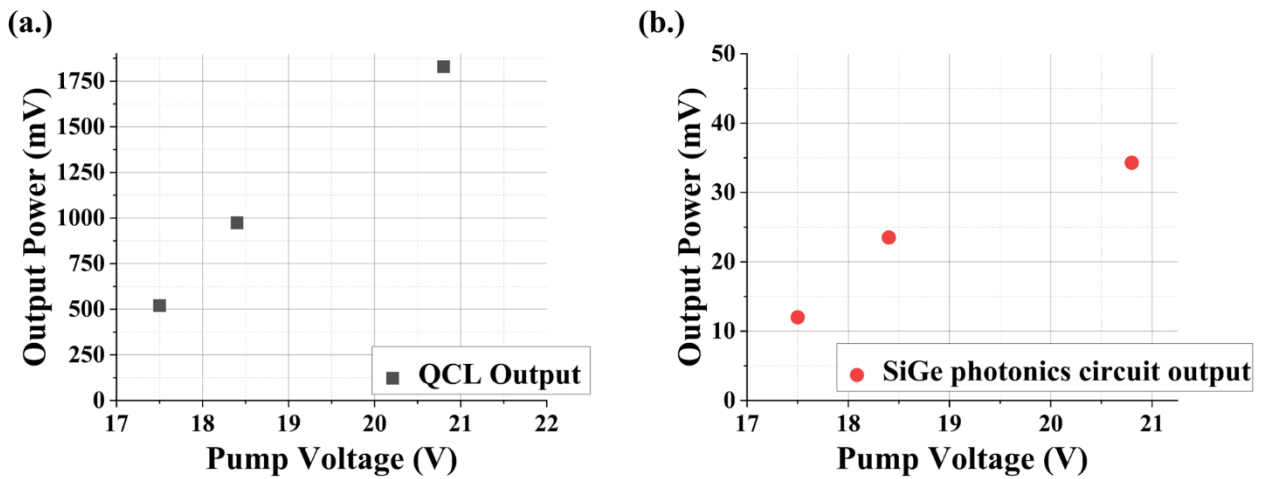 (a.)
Output Power (mV)
1750
1500
1250
1000
750
500
250
0
17 18 19 20 21 22
Pump Voltage (V)
QCL Output
(b.)
Output Power (mV)
50
40
30
20
10
0
17 18 19 20 21
Pump Voltage (V)
SiGe photonics circuit output